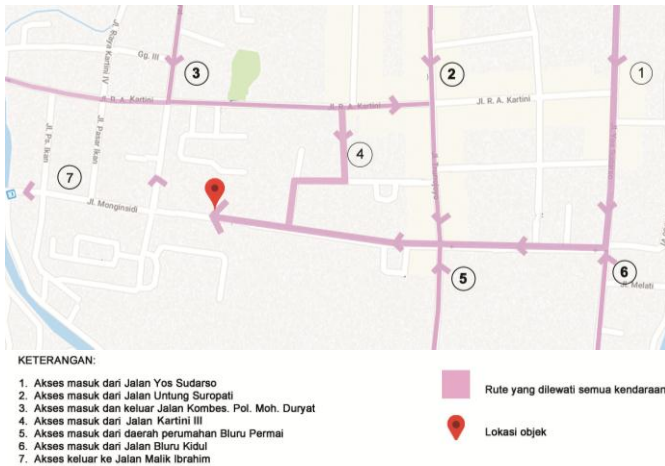 Jl. Raya Kartini IV
Gg. III
3
2
1
Jl. R. A. Kartini
Jl. R. A. Kartini
Jl. R. A. Kartini
Jl. Ps. Ikan
Jl. Pasar Ikan
4
7
Jl. Monginsidi
5
6
Jl. Melati
KETERANGAN:
1. Akses masuk dari Jalan Yos Sudarso
2. Akses masuk dari Jalan Untung Suropati
3. Akses masuk dan keluar Jalan Kombes. Pol. Moh. Duryat
4. Akses masuk dari Jalan Kartini III
5. Akses masuk dari daerah perumahan Bluru Permai
6. Akses masuk dari Jalan Bluru Kidul
7. Akses keluar ke Jalan Malik Ibrahim
Rute yang dilewati semua kendaraan
Lokasi objek